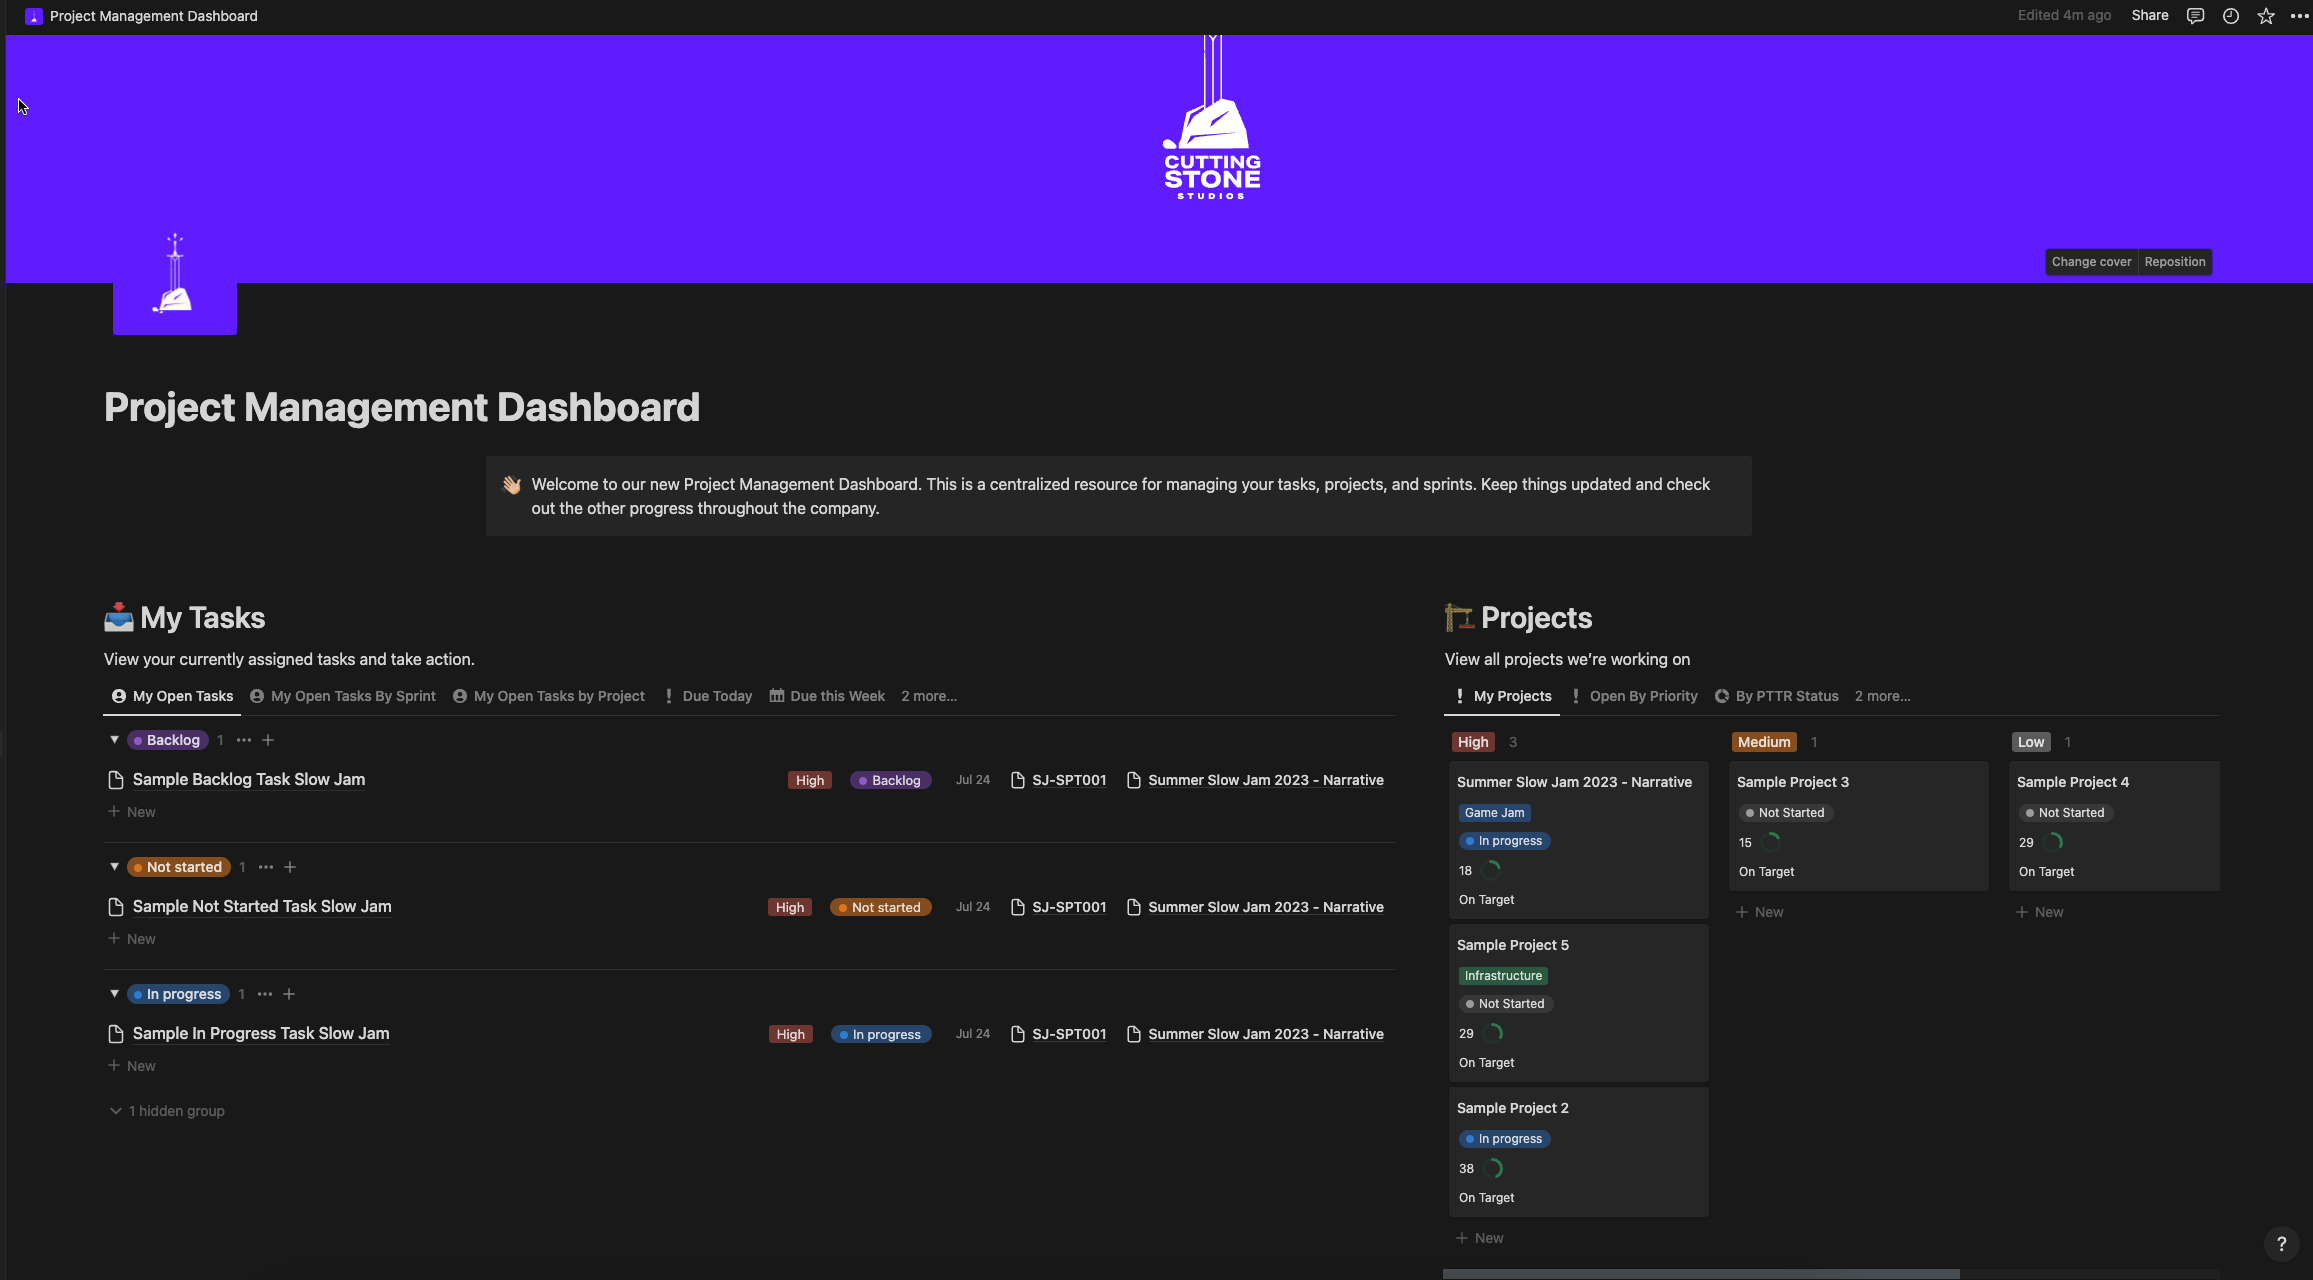 Project Management Dashboard
Edited 4m ago
Share
CUTTING
STONE
STUDIOS
Change cover
Reposition
Project Management Dashboard
Welcome to our new Project Management Dashboard. This is a centralized resource for managing your tasks, projects, and sprints. Keep things updated and check
out the other progress throughout the company.
My Tasks
View your currently assigned tasks and take action.
My Open Tasks
My Open Tasks By Sprint
My Open Tasks by Project
Due Today
Due this Week
2 more...
Backlog 1
Sample Backlog Task Slow Jam High Backlog Jul 24 SJ-SPT001 Summer Slow Jam 2023 - Narrative
+ New
Not started 1
Sample Not Started Task Slow Jam High Not started Jul 24 SJ-SPT001 Summer Slow Jam 2023 - Narrative
+ New
In progress 1
Sample In Progress Task Slow Jam High In progress Jul 24 SJ-SPT001 Summer Slow Jam 2023 - Narrative
+ New
1 hidden group
Projects
View all projects we're working on
My Projects
Open By Priority
By PTTR Status
2 more...
High 3
Summer Slow Jam 2023 - Narrative
Game Jam
In progress
18
On Target
Sample Project 5
Infrastructure
Not Started
29
On Target
Sample Project 2
In progress
38
On Target
+ New
Medium 1
Sample Project 3
Not Started
15
On Target
+ New
Low 1
Sample Project 4
Not Started
29
On Target
+ New
?